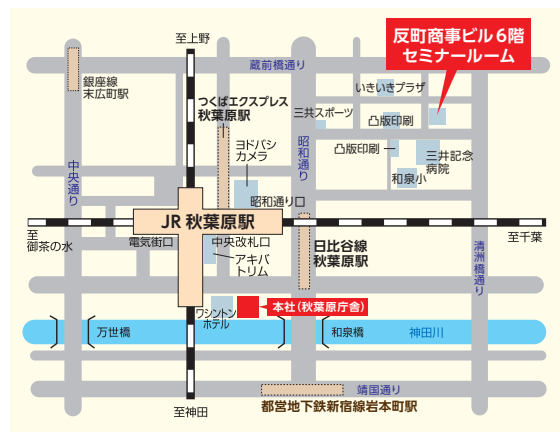 反町商事ビル6階
セミナールーム
至上野
蔵前橋通り
銀座線
末広町駅
いきいきプラザ
つくばエクスプレス
秋葉原駅
三共スポーツ
凸版印刷
ヨドバシ
カメラ
昭和通り
凸版印刷
三井記念
病院
和泉小
中央通り
昭和通り口
JR 秋葉原駅
至
御茶の水
電気街口
中央改札口
日比谷線
秋葉原駅
至千葉
アキバ
トリム
清洲橋通り
本社(秋葉原庁舎)
ワシントン
ホテル
万世橋
和泉橋
神田川
靖国通り
至神田
都営地下鉄新宿線岩本町駅